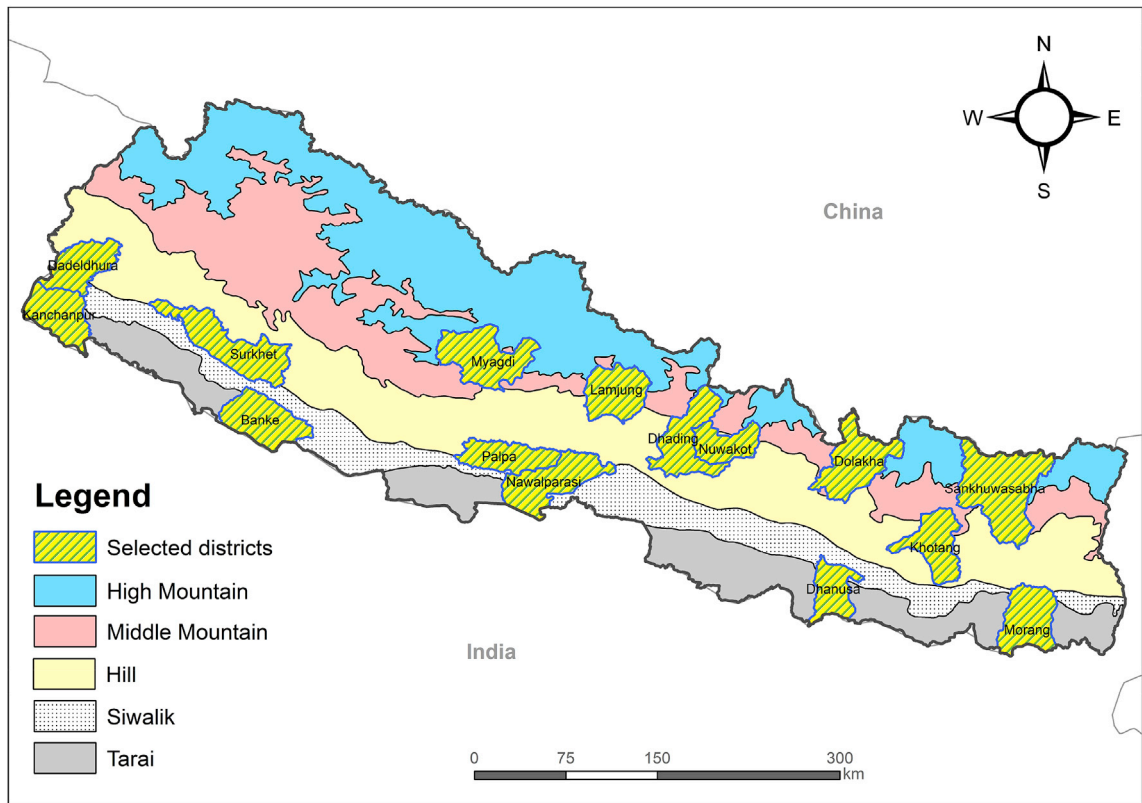 N
W
E
S
China
Dadeldhura
Kanchanpur
Surkhet
Myagdi
Lamjung
Banke
Dhading
Nuwakot
Palpa
Dolakha
Nawalparasi
Sankhuwasabha
Khotang
Dhanusa
Morang
India
Legend
Selected districts
High Mountain
Middle Mountain
Hill
Siwalik
Tarai
0 75 150 300
km